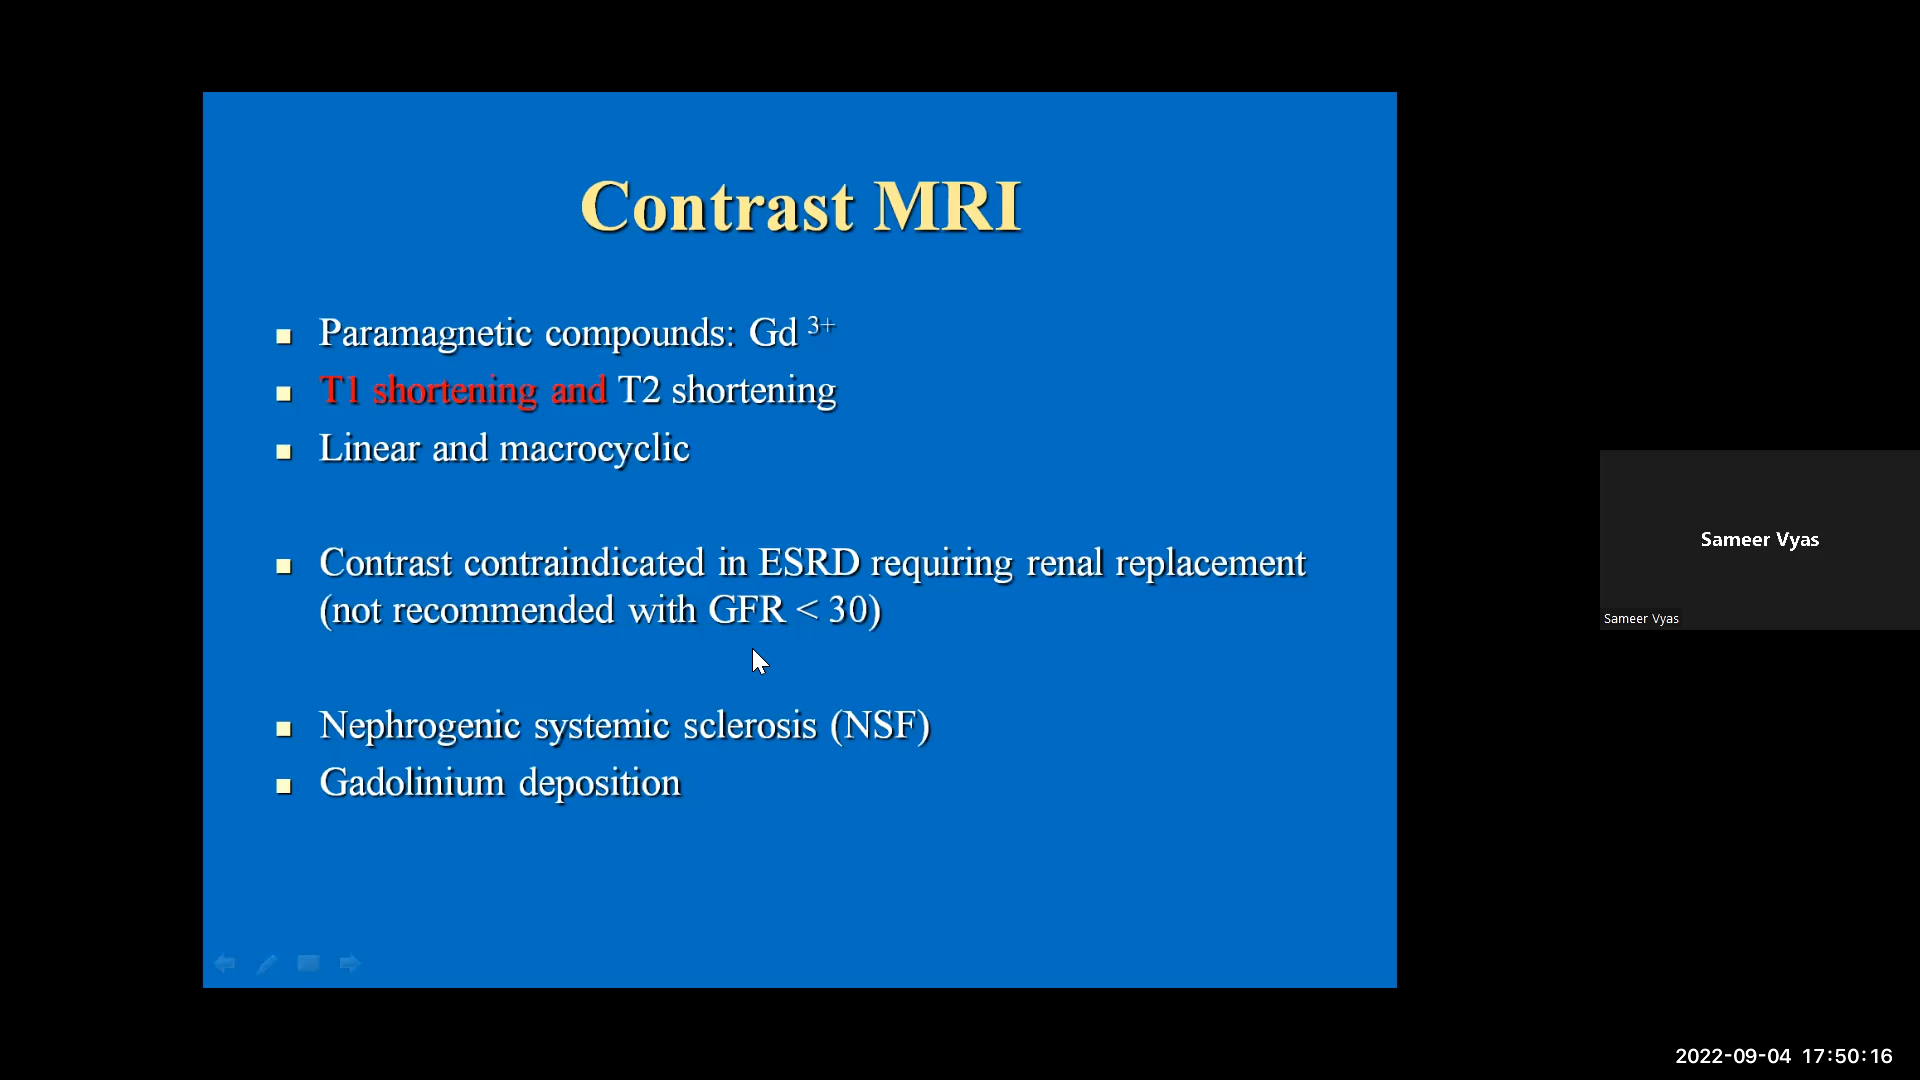 Contrast MRI
Paramagnetic compounds: Gd 3+
T1 shortening and T2 shortening
Linear and macrocyclic
Contrast contraindicated in ESRD requiring renal replacement
(not recommended with GFR < 30)
Nephrogenic systemic sclerosis (NSF)
Gadolinium deposition
Sameer Vyas
Sameer Vyas
2022-09-04 17:50:16